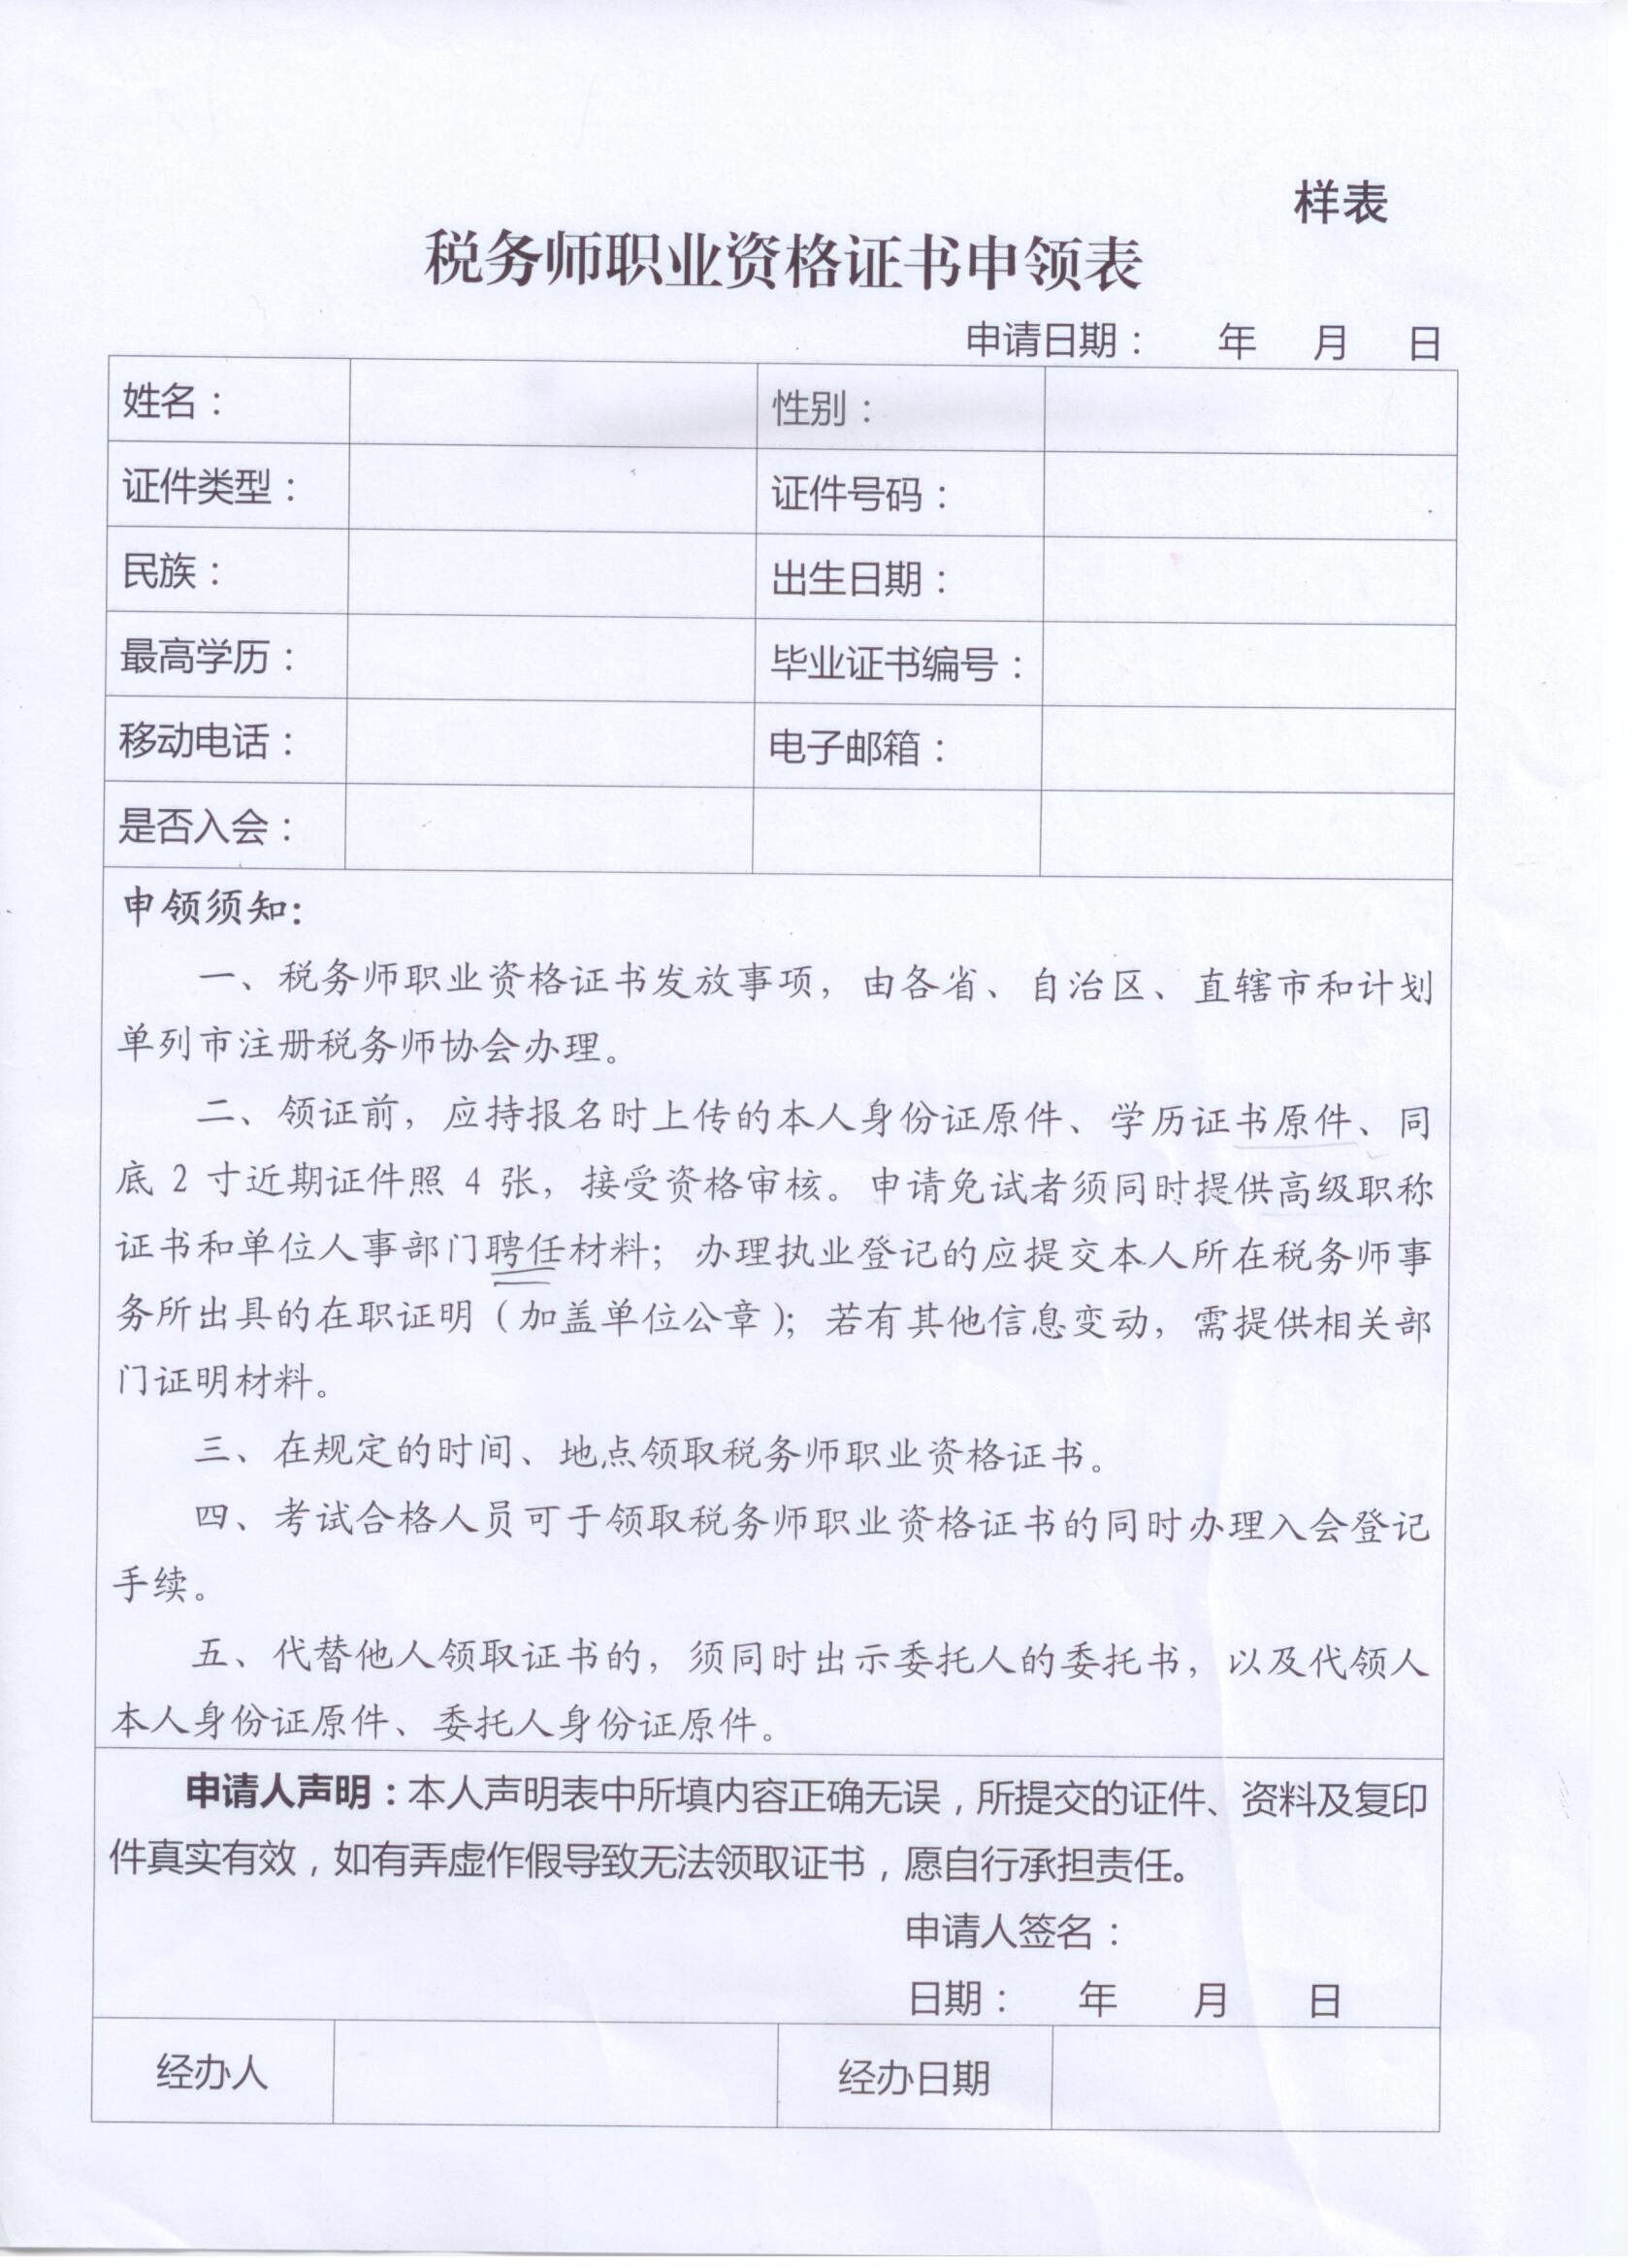 样表
税务师职业资格证书申领表
申请日期： 年 月 日
姓名： 性别：
证件类型： 证件号码：
民族： 出生日期：
最高学历： 毕业证书编号：
移动电话： 电子邮箱：
是否入会：
申领须知：
一、税务师职业资格证书发放事项，由各省、自治区、直辖市和计划
单列市注册税务师协会办理。
二、领证前，应持报名时上传的本人身份证原件、学历证书原件、同
底 2 寸近期证件照 4 张，接受资格审核。申请免试者须同时提供高级职称
证书和单位人事部门聘任材料；办理执业登记的应提交本人所在税务师事
务所出具的在职证明（加盖单位公章）；若有其他信息变动，需提供相关部
门证明材料。
三、在规定的时间、地点领取税务师职业资格证书。
四、考试合格人员可于领取税务师职业资格证书的同时办理入会登记
手续。
五、代替他人领取证书的，须同时出示委托人的委托书，以及代领人
本人身份证原件、委托人身份证原件。
申请人声明：本人声明表中所填内容正确无误，所提交的证件、资料及复印
件真实有效，如有弄虚作假导致无法领取证书，愿自行承担责任。
申请人签名：
日期： 年 月 日
经办人 经办日期